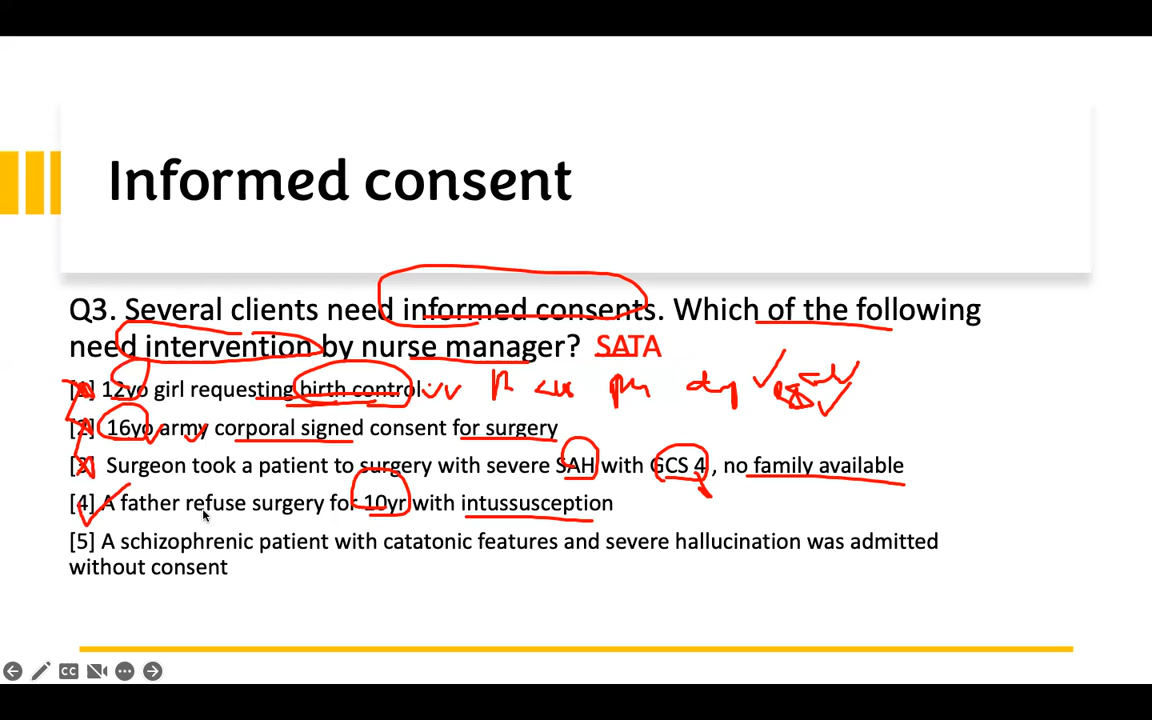 Informed consent
Q3. Several clients need informed consents. Which of the following
need intervention by nurse manager? SATA
[1] 12yo girl requesting birth control
[2] 16yo army corporal signed consent for surgery
[3] Surgeon took a patient to surgery with severe SAH with GCS 4 , no family available
[4] A father refuse surgery for 10yr with intussusception
[5] A schizophrenic patient with catatonic features and severe hallucination was admitted
without consent
CC